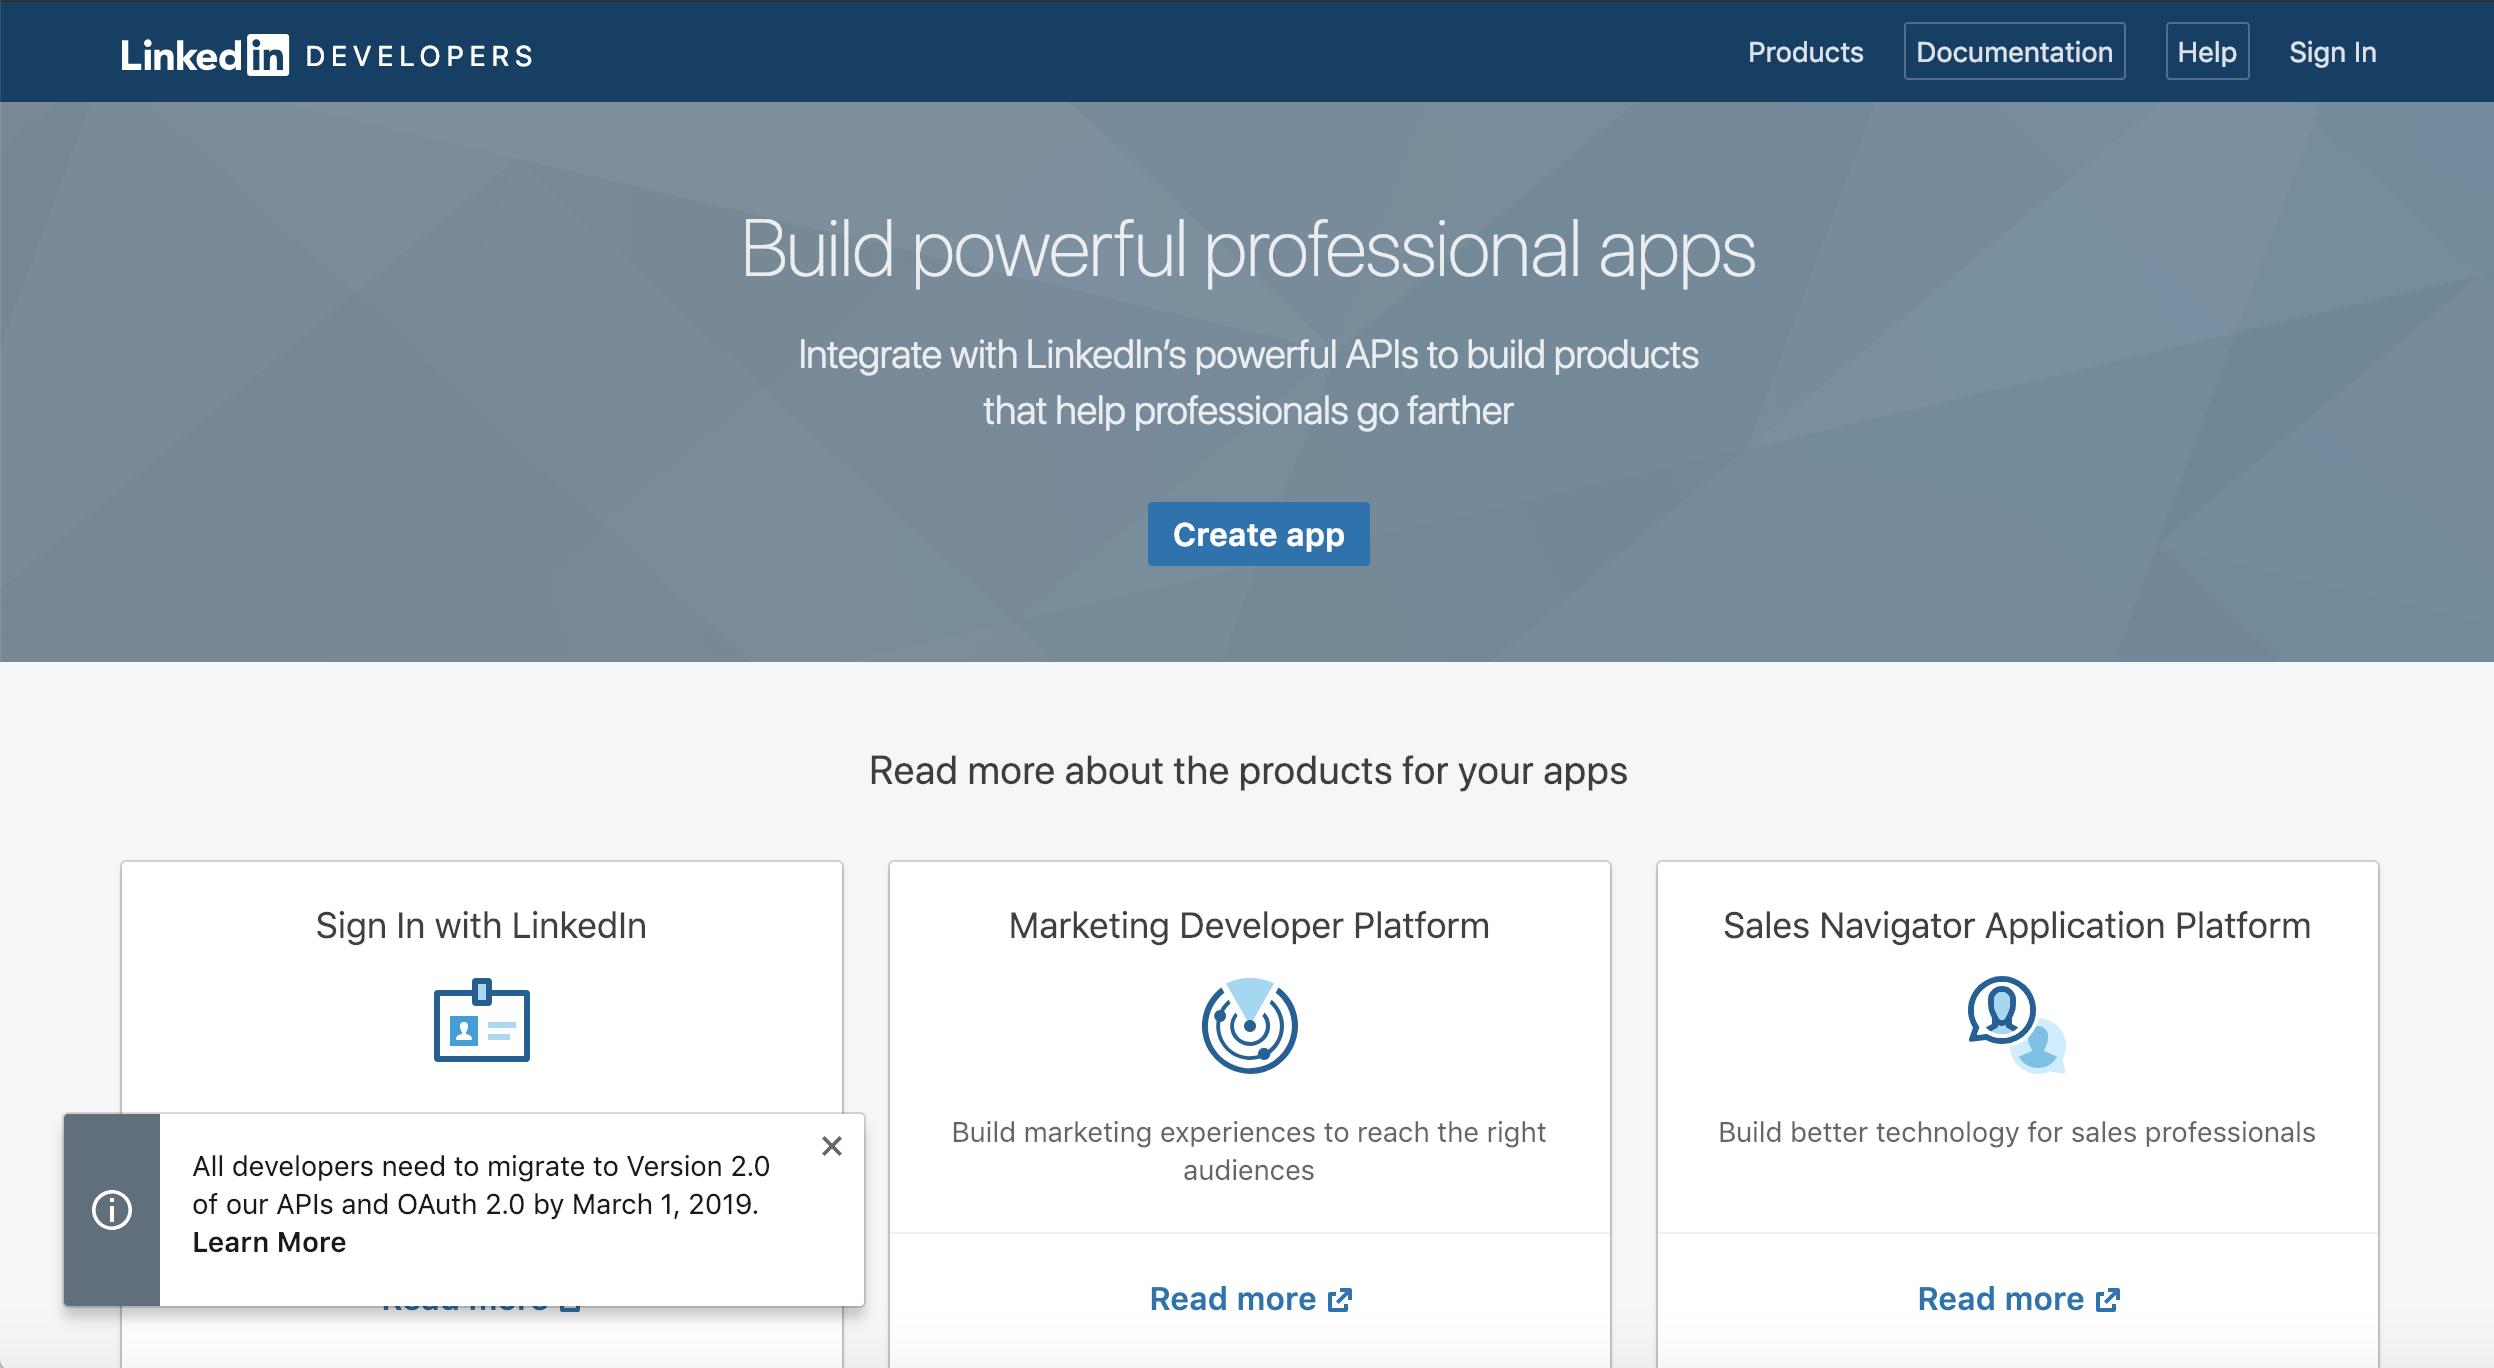 Linked in DEVELOPERS
Products Documentation Help Sign In
Build powerful professional apps
Integrate with LinkedIn’s powerful APIs to build products
that help professionals go farther
Create app
Read more about the products for your apps
Sign In with LinkedIn
Marketing Developer Platform
Build marketing experiences to reach the right
audiences
Read more
Sales Navigator Application Platform
Build better technology for sales professionals
Read more
All developers need to migrate to Version 2.0
of our APIs and OAuth 2.0 by March 1, 2019.
Learn More